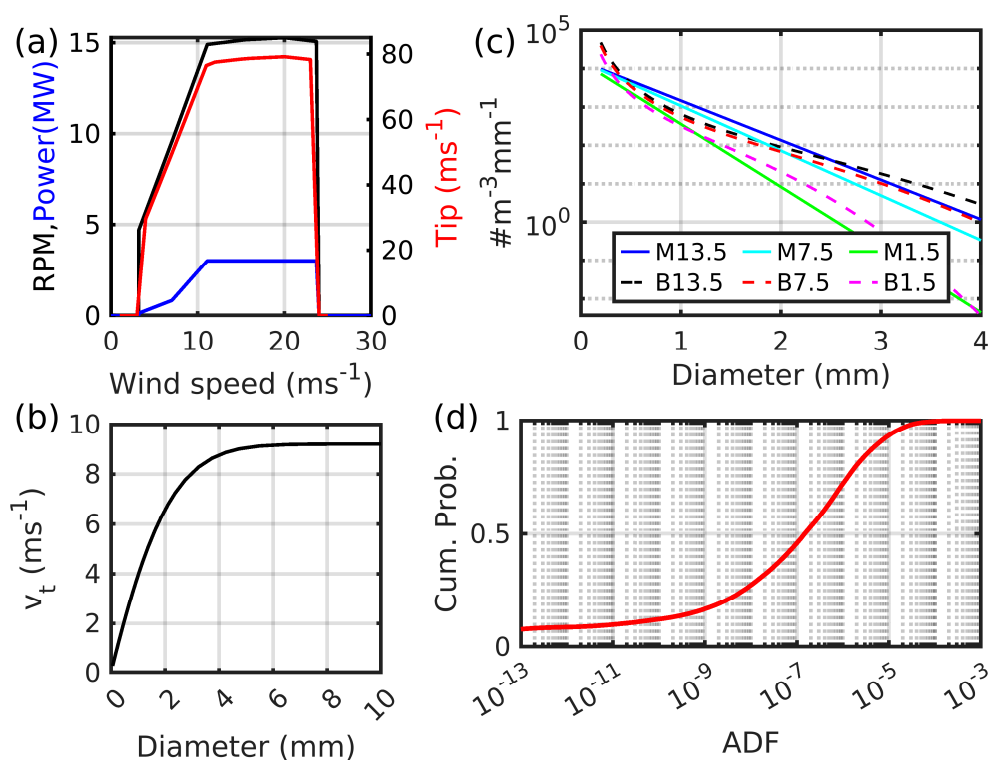 (a)
15
10
5
0
RPM,Power(MW)
80
60
40
20
0
Tip (ms-1)
0
10
20
30
Wind speed (ms-1)
(c)
10^5
10^0
#m-3mm-1
M13.5 M7.5 M1.5
B13.5 B7.5 B1.5
0 1 2 3 4
Diameter (mm)
(b)
10
8
6
4
2
0
vt (ms-1)
0 2 4 6 8 10
Diameter (mm)
(d)
1
0.5
0
Cum. Prob.
10^-13 10^-11 10^-9 10^-7 10^-5 10^-3
ADF